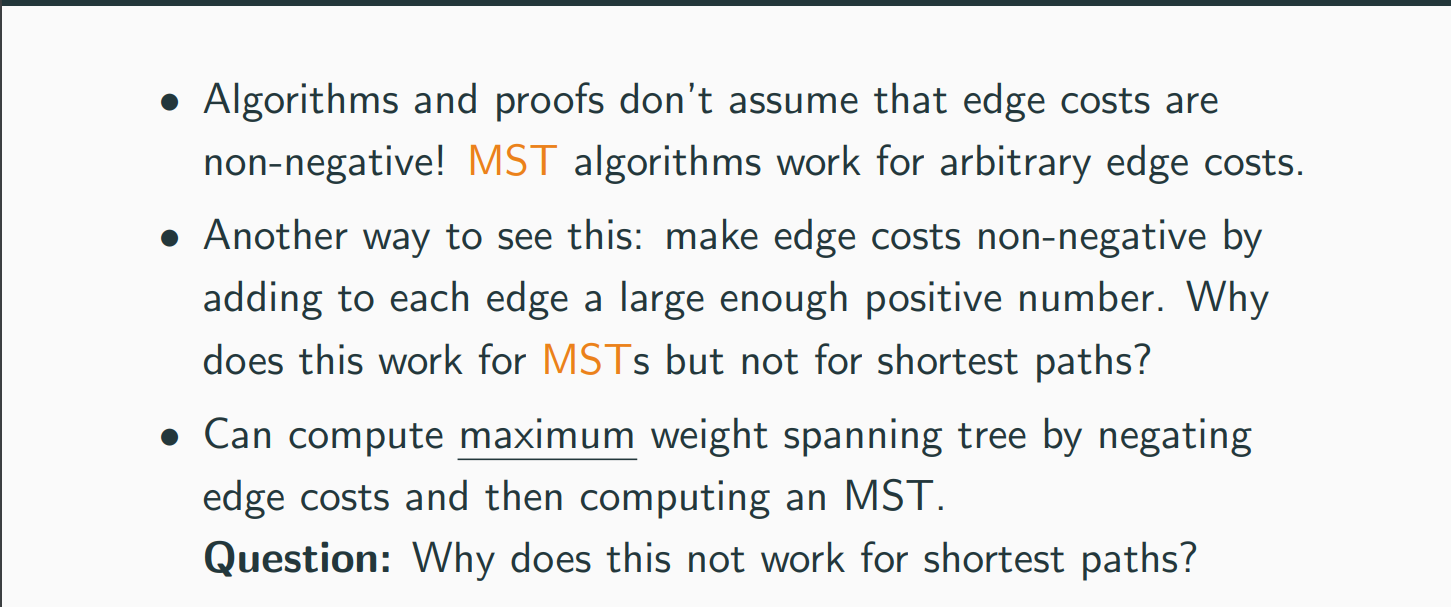 • Algorithms and proofs don't assume that edge costs are
non-negative! MST algorithms work for arbitrary edge costs.
• Another way to see this: make edge costs non-negative by
adding to each edge a large enough positive number. Why
does this work for MSTs but not for shortest paths?
• Can compute maximum weight spanning tree by negating
edge costs and then computing an MST.
Question: Why does this not work for shortest paths?